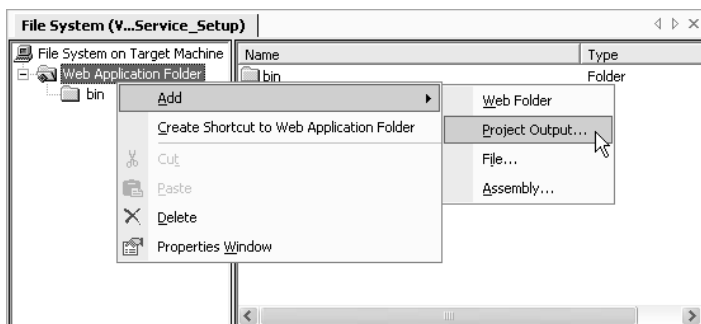 File System (V...Service_Setup)
File System on Target Machine
Web Application Folder
bin
Name
Type
bin
Folder
Add
Create Shortcut to Web Application Folder
Cut
Paste
Delete
Properties Window
Web Folder
Project Output...
File...
Assembly...